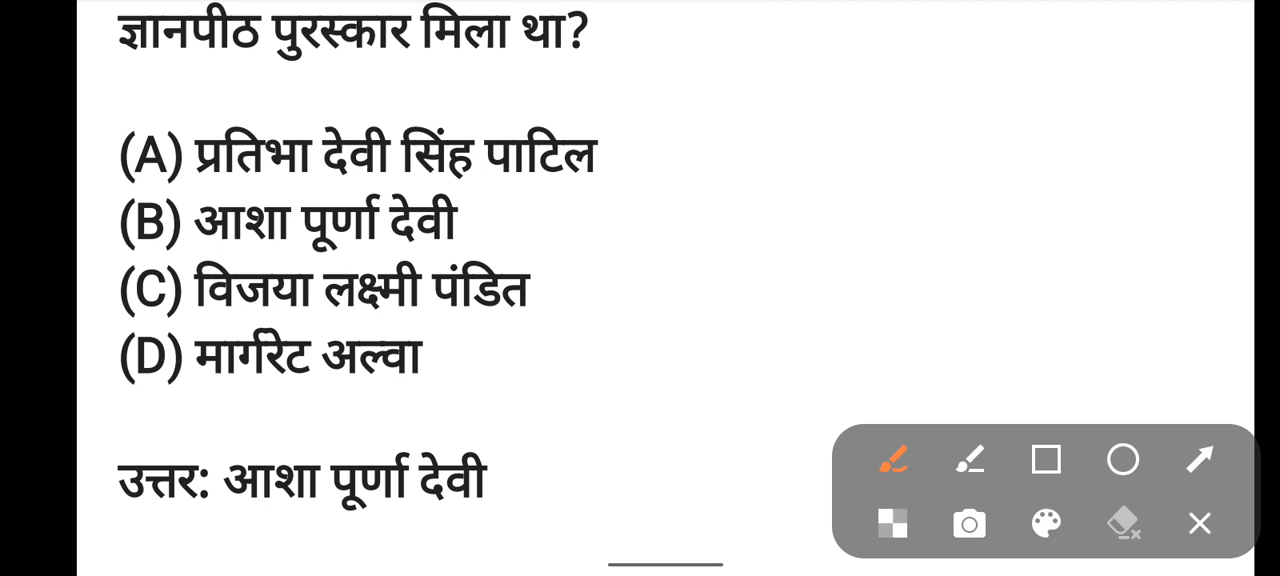 ज्ञानपीठ पुरस्कार मिला था?
(A) प्रतिभा देवी सिंह पाटिल
(B) आशा पूर्णा देवी
(C) विजया लक्ष्मी पंडित
(D) मार्गरेट अल्वा
उत्तर: आशा पूर्णा देवी